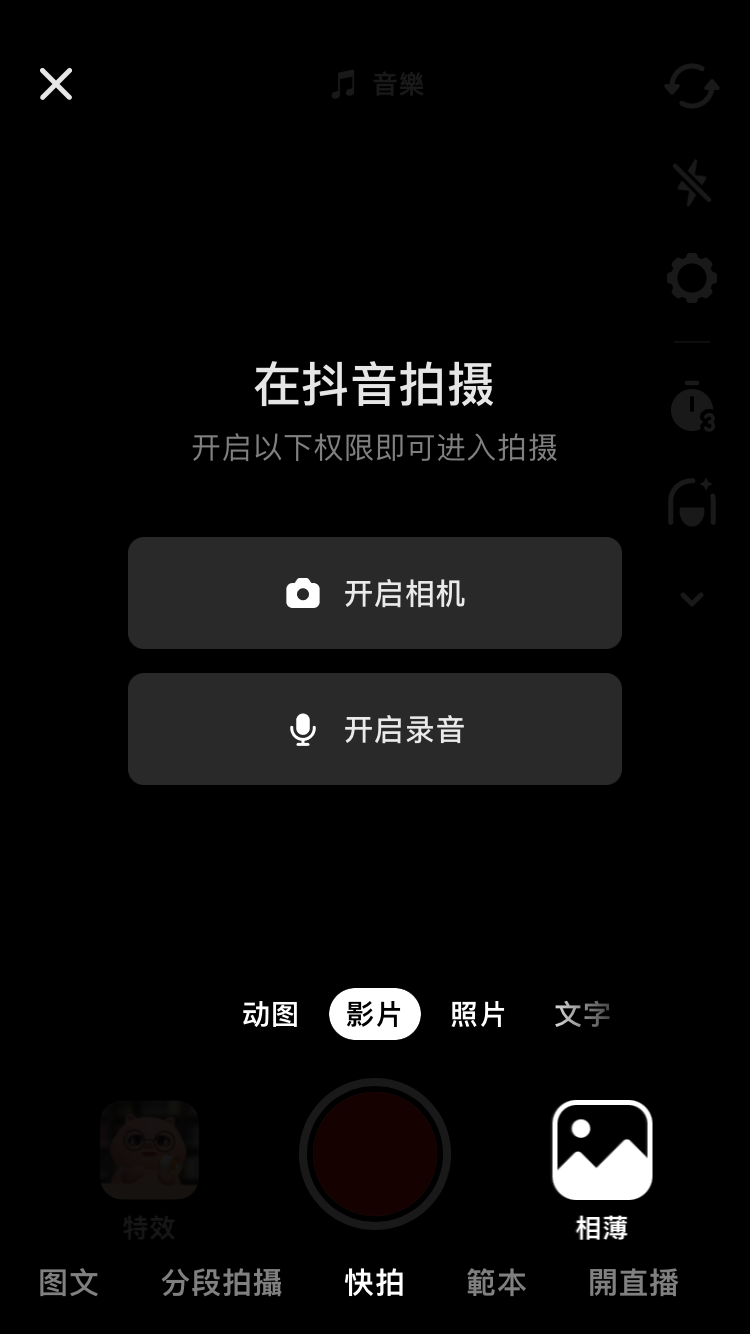 音樂
3
在抖音拍摄
开启以下权限即可进入拍摄
开启相机
开启录音
动图 影片 照片 文字
特效 相薄
图文 分段拍攝 快拍 範本 開直播